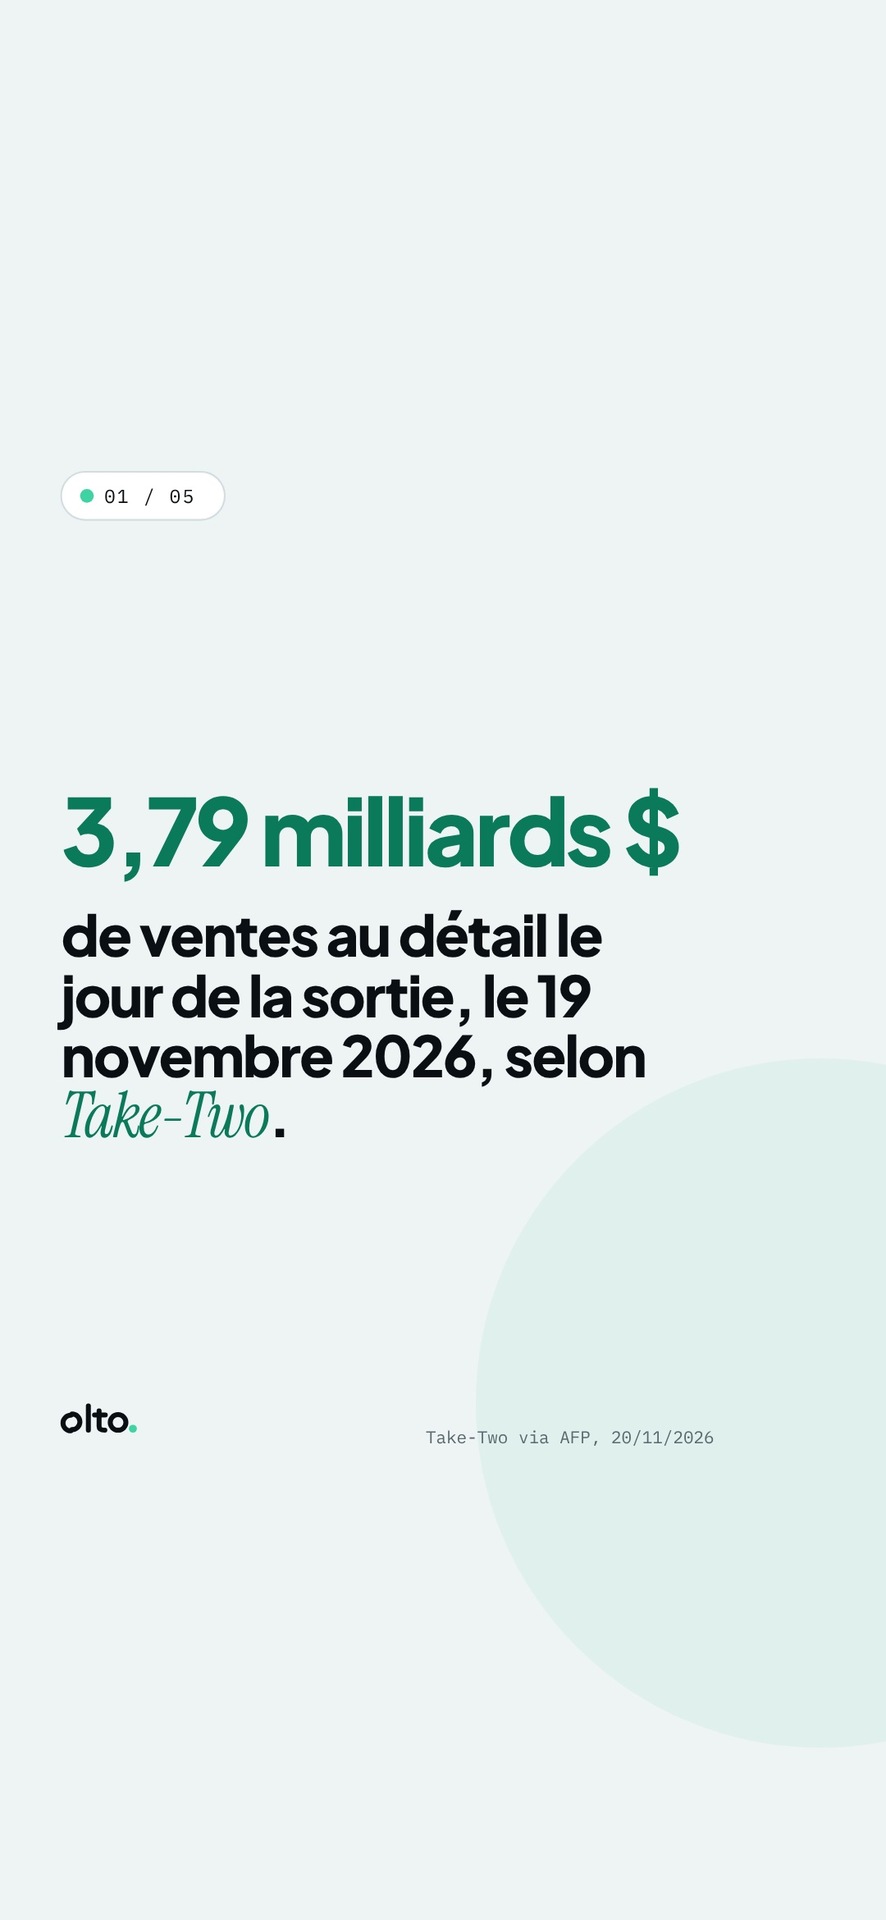 01 / 05
3,79 milliards $
de ventes au détail le
jour de la sortie, le 19
novembre 2026, selon
Take-Two.
olto.
Take-Two via AFP, 20/11/2026